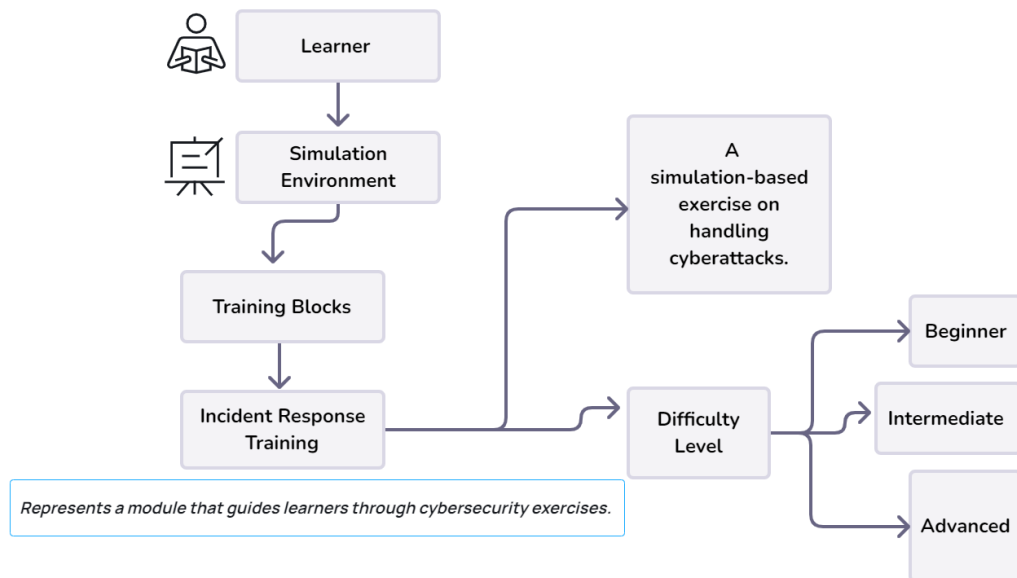 Learner
Simulation
Environment
A
simulation-based
exercise on
handling
cyberattacks.
Training Blocks
Beginner
Incident Response
Training
Difficulty
Level
Intermediate
Represents a module that guides learners through cybersecurity exercises.
Advanced